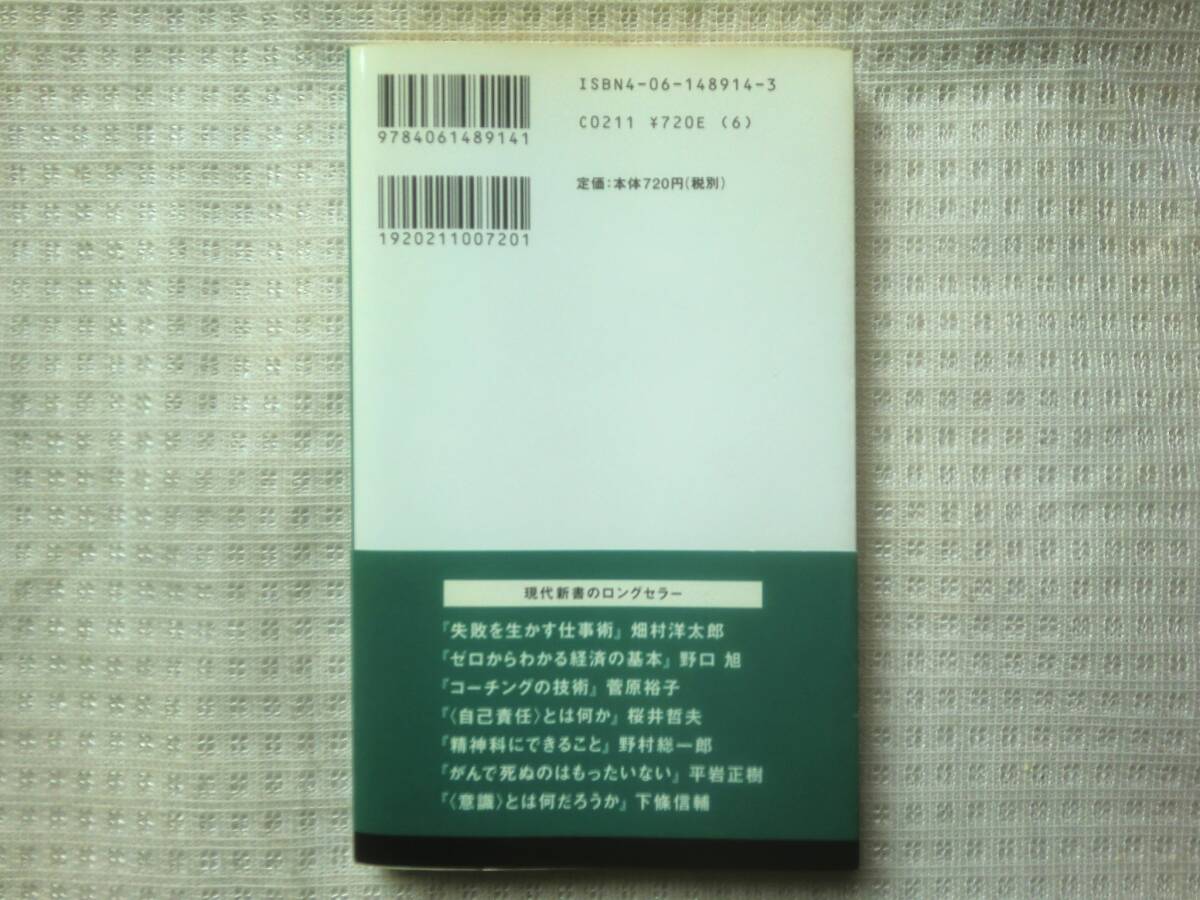 ISBN4-06-148914-3
9784061489141
C0211 ¥720E (6)
定価：本体720円(税別)
1920211007201
現代新書のロングセラー
『失敗を生かす仕事術』畑村洋太郎
『ゼロからわかる経済の基本』野口 旭
『コーチングの技術』菅原裕子
『〈自己責任〉とは何か』桜井哲夫
『精神科にできること』野村総一郎
『がんで死ぬのはもったいない』平岩正樹
『〈意識〉とは何だろうか』下條信輔